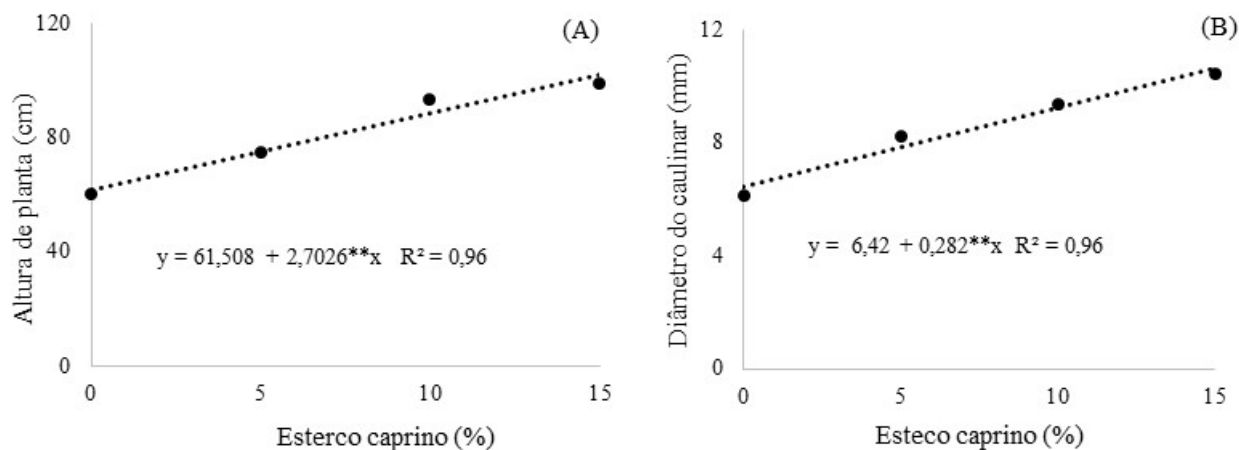 (A)
120
80
40
0
Altura de planta (cm)
y = 61,508 + 2,7026**x R² = 0,96
0 5 10 15
Esterco caprino (%)
(B)
12
8
4
0
Diâmetro do caulinar (mm)
y = 6,42 + 0,282**x R² = 0,96
0 5 10 15
Esteco caprino (%)